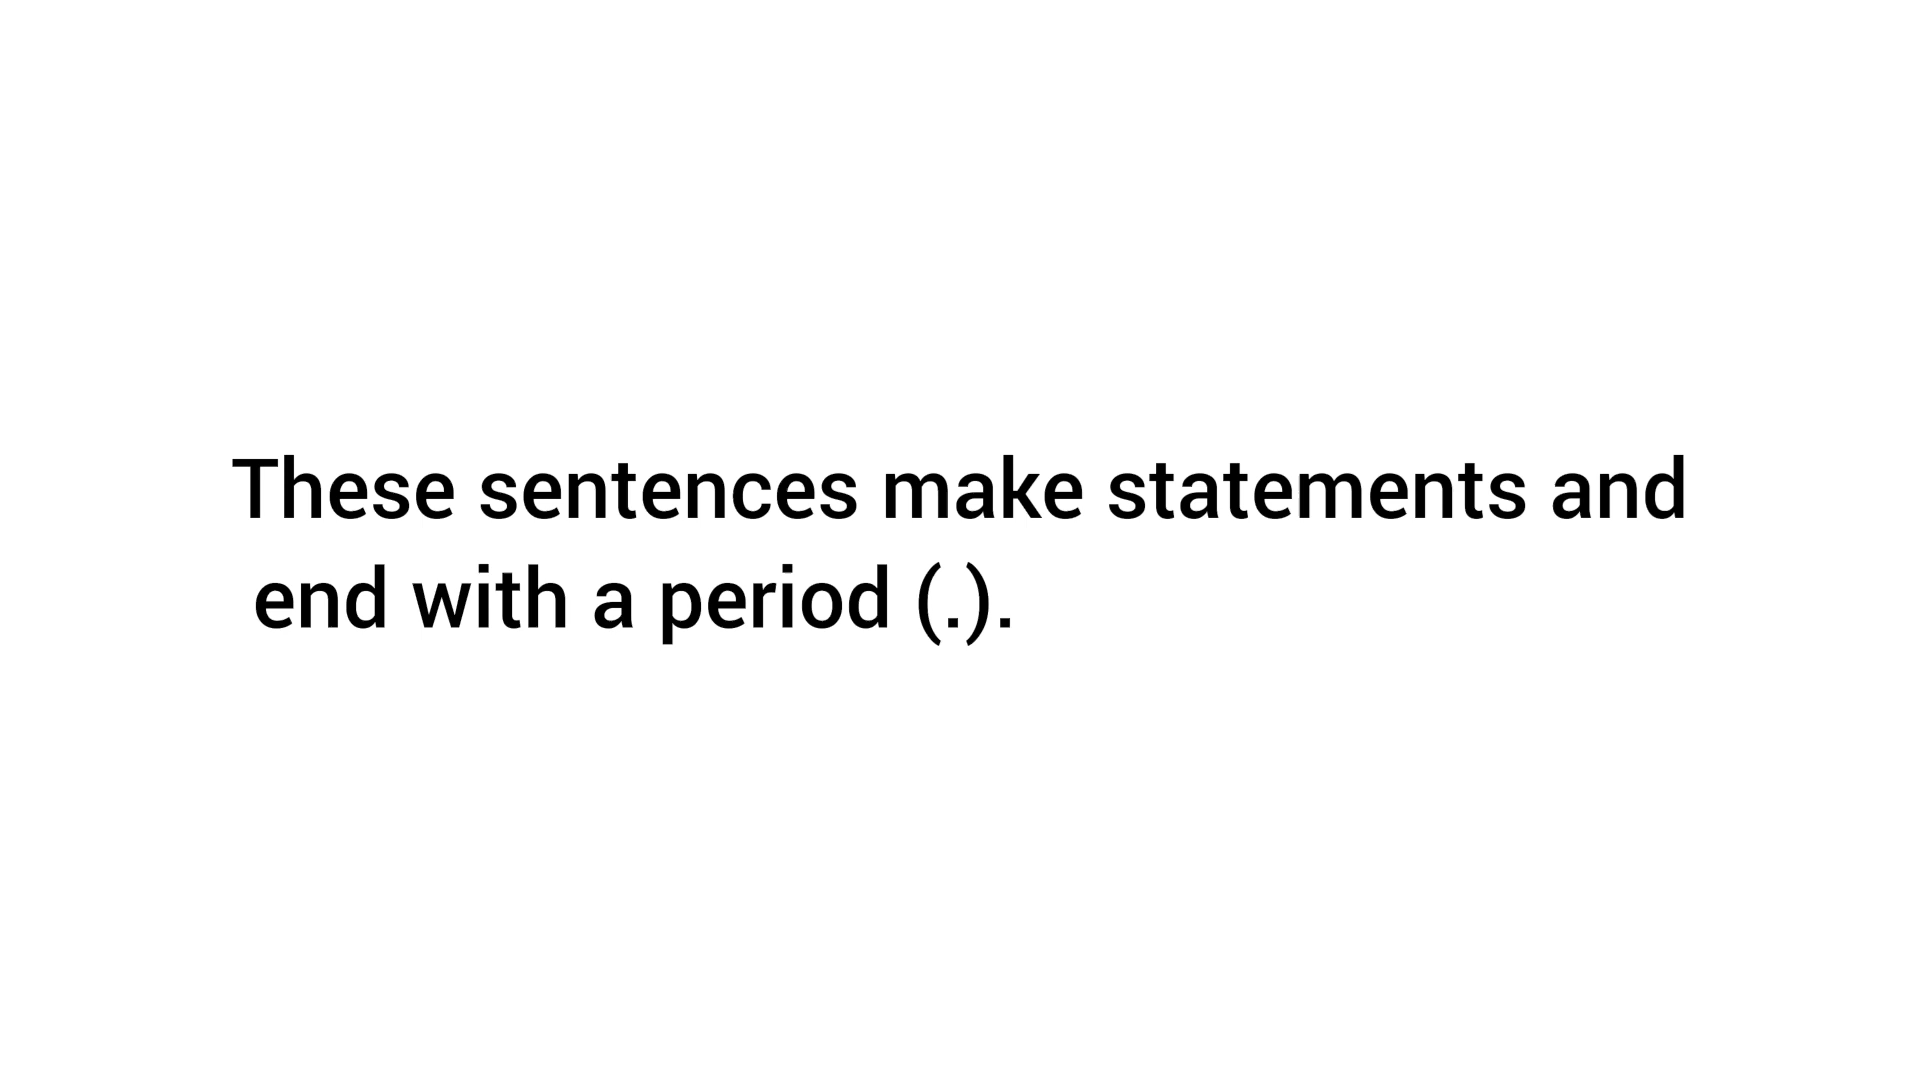 These sentences make statements and
end with a period (.).